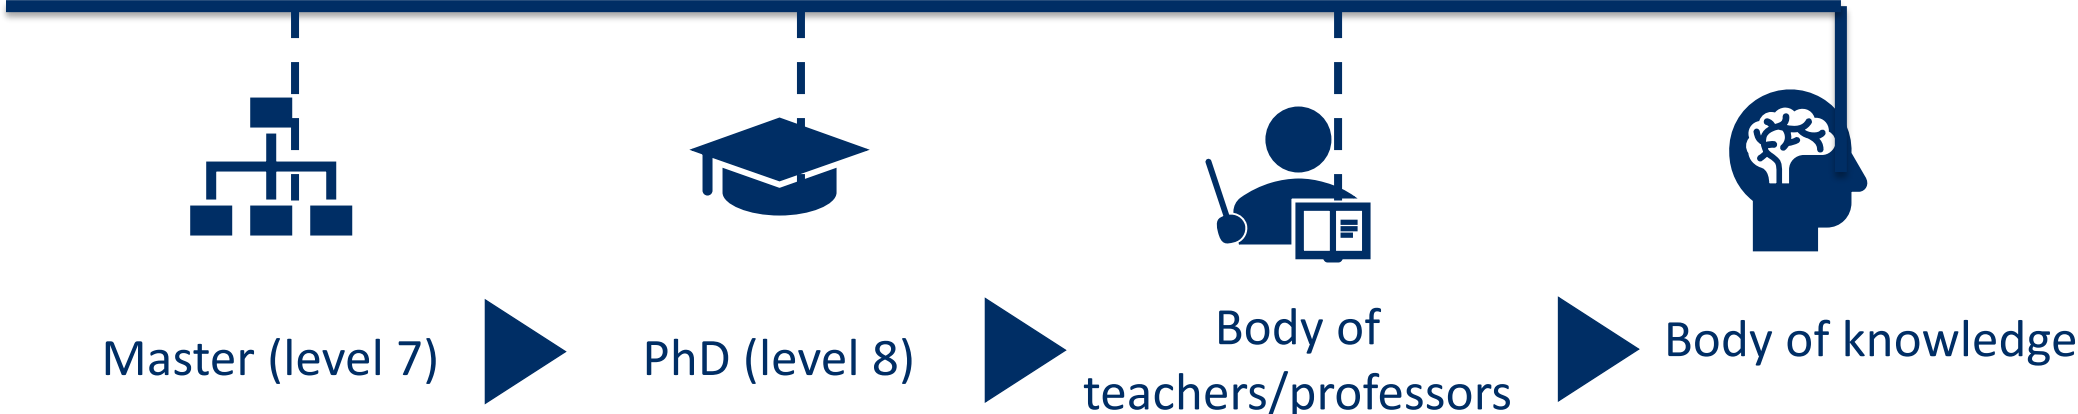 Master (level 7)
PhD (level 8)
Body of
teachers/professors
Body of knowledge